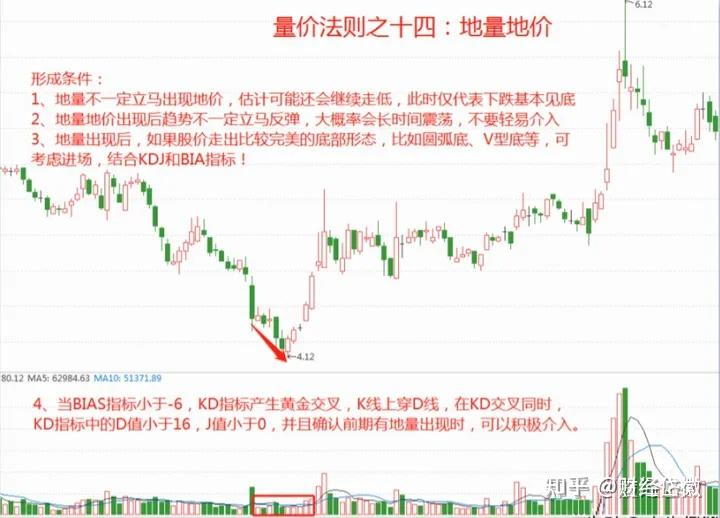 6.12
量价法则之十四：地量地价
形成条件：
1、地量不一定立马出现地价，估计可能还会继续走低，此时仅代表下跌基本见底
2、地量地价出现后趋势不一定立马反弹，大概率会长时间震荡，不要轻易介入
3、地量出现后，如果股价走出比较完美的底部形态，比如圆弧底、V型底等，可
考虑进场，结合KDJ和BIA指标！
4.12
80.12 MA5: 62984.63 MA10: 51371.89
4、当BIAS指标小于-6，KD指标产生黄金交叉，K线上穿D线，在KD交叉同时，
KD指标中的D值小于16，J值小于0，并且确认前期有地量出现时，可以积极介入。
知乎 @财经